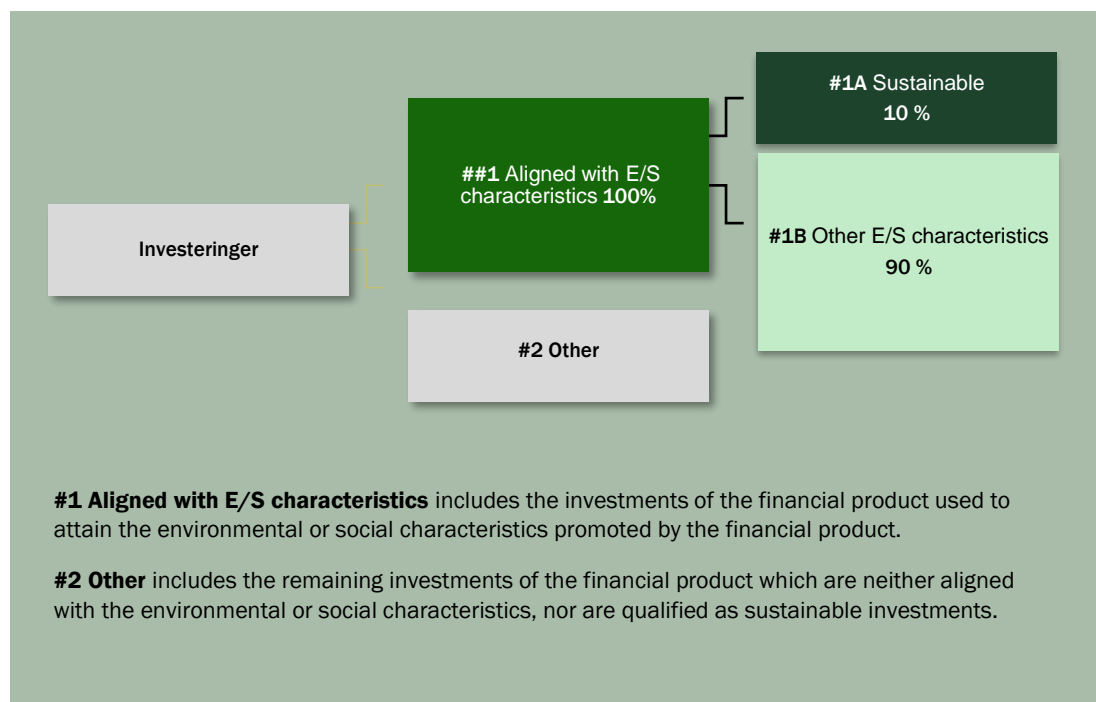 #1A Sustainable
10 %
##1 Aligned with E/S
characteristics 100%
Investeringer
#1B Other E/S characteristics
90 %
#2 Other
#1 Aligned with E/S characteristics includes the investments of the financial product used to
attain the environmental or social characteristics promoted by the financial product.
#2 Other includes the remaining investments of the financial product which are neither aligned
with the environmental or social characteristics, nor are qualified as sustainable investments.